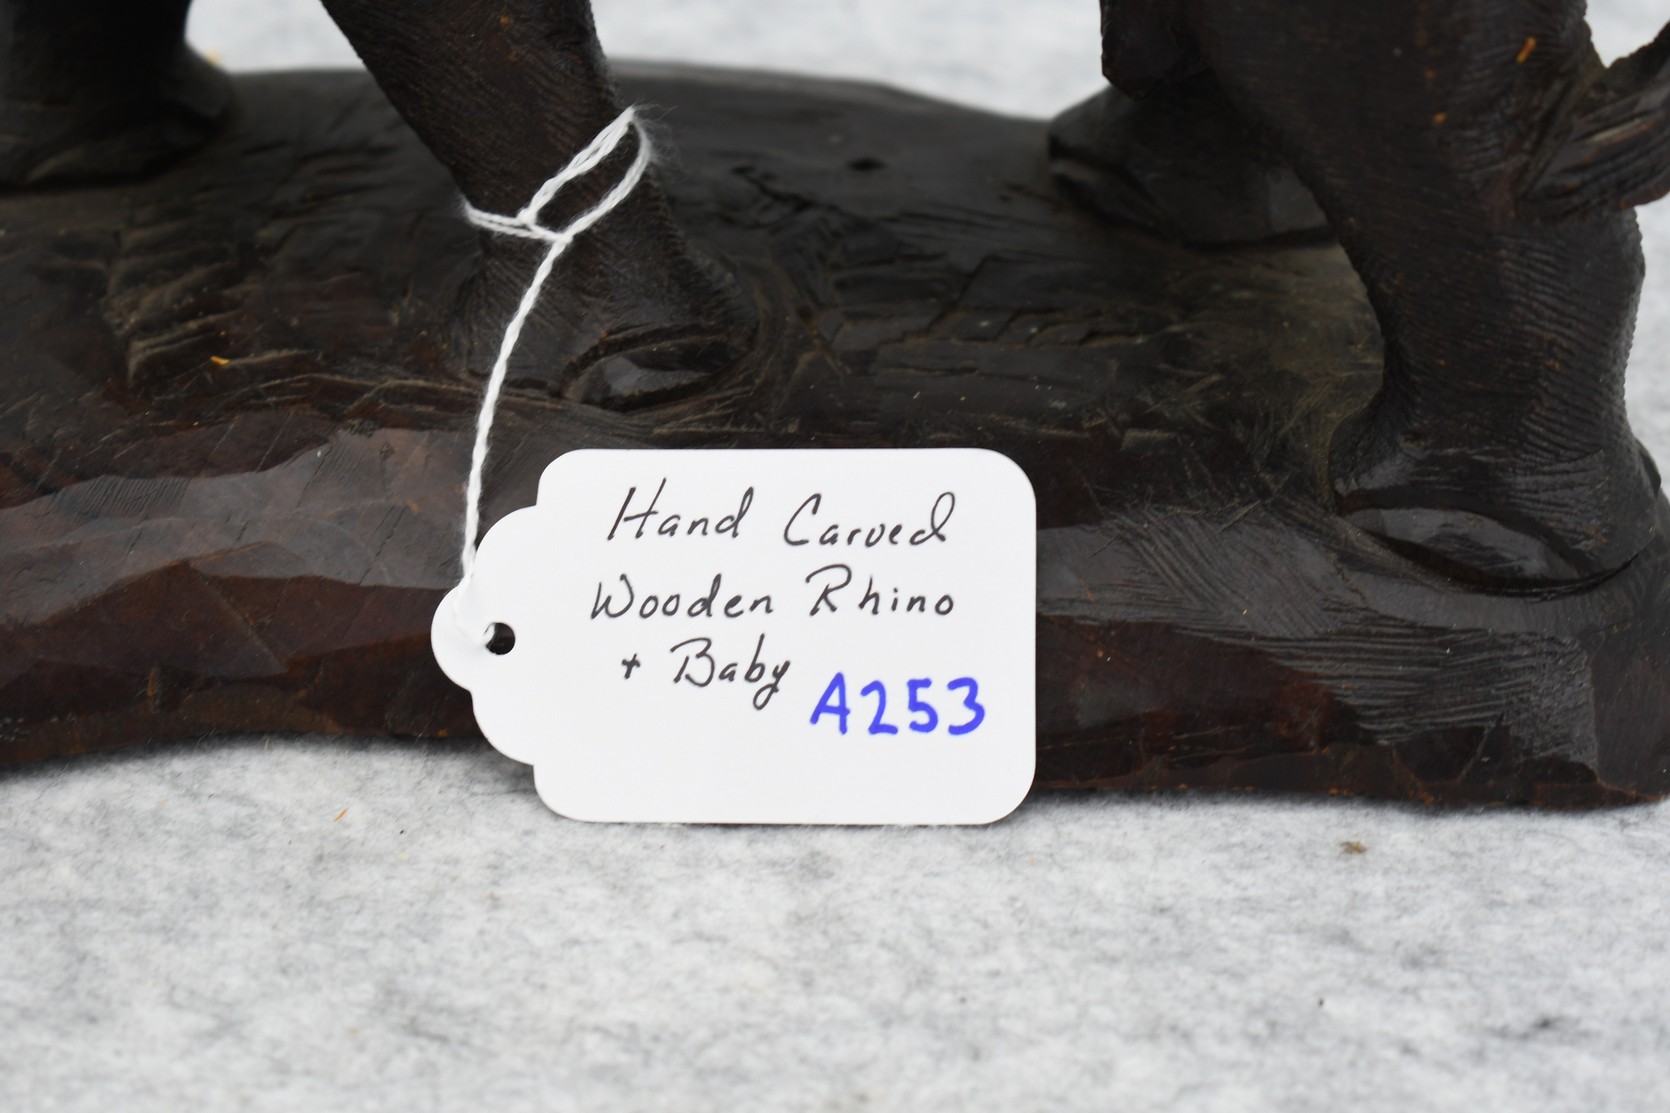 Hand Carved
Wooden Rhino
+ Baby
A253